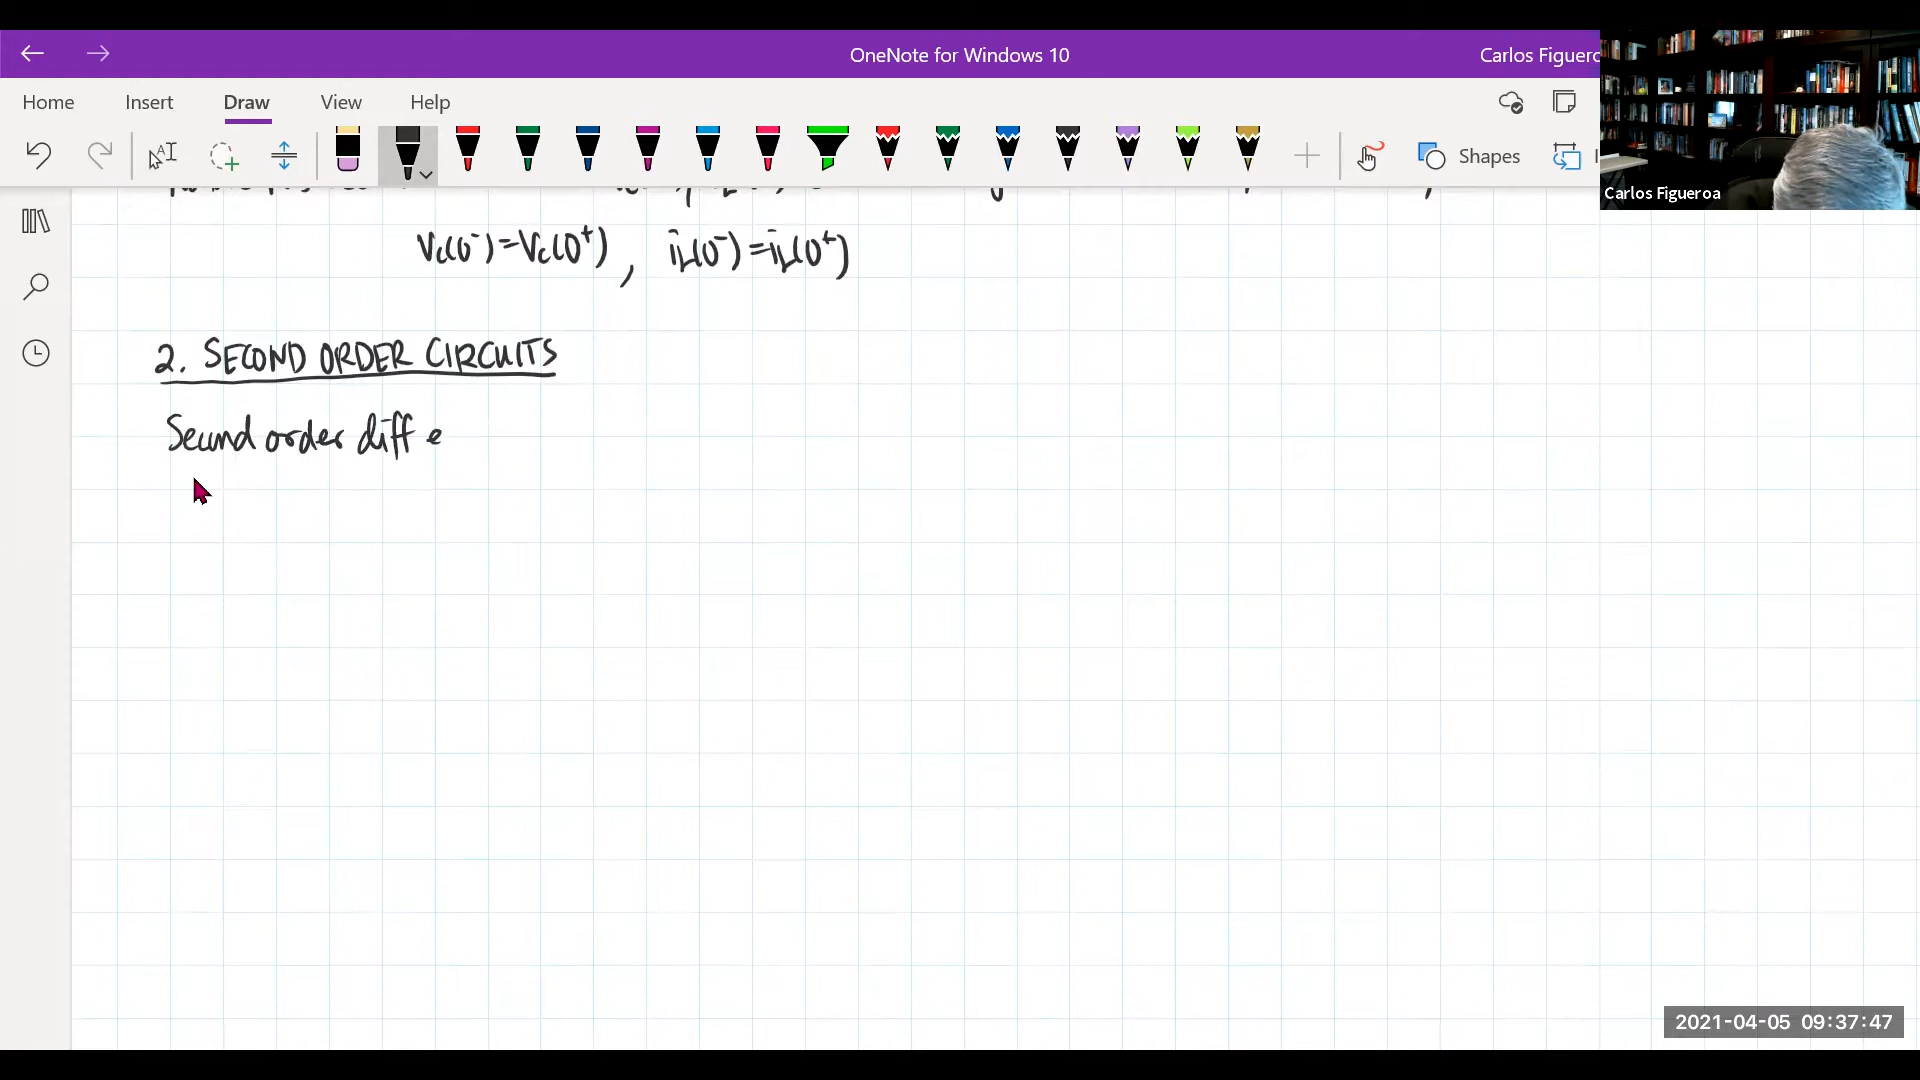 OneNote for Windows 10
Carlos Figuero
Home Insert Draw View Help
Shapes
Carlos Figueroa
Vc(0⁻)=Vc(0⁺), iL(0⁻)=iL(0⁺)
2. SECOND ORDER CIRCUITS
Second order diff e
2021-04-05 09:37:47